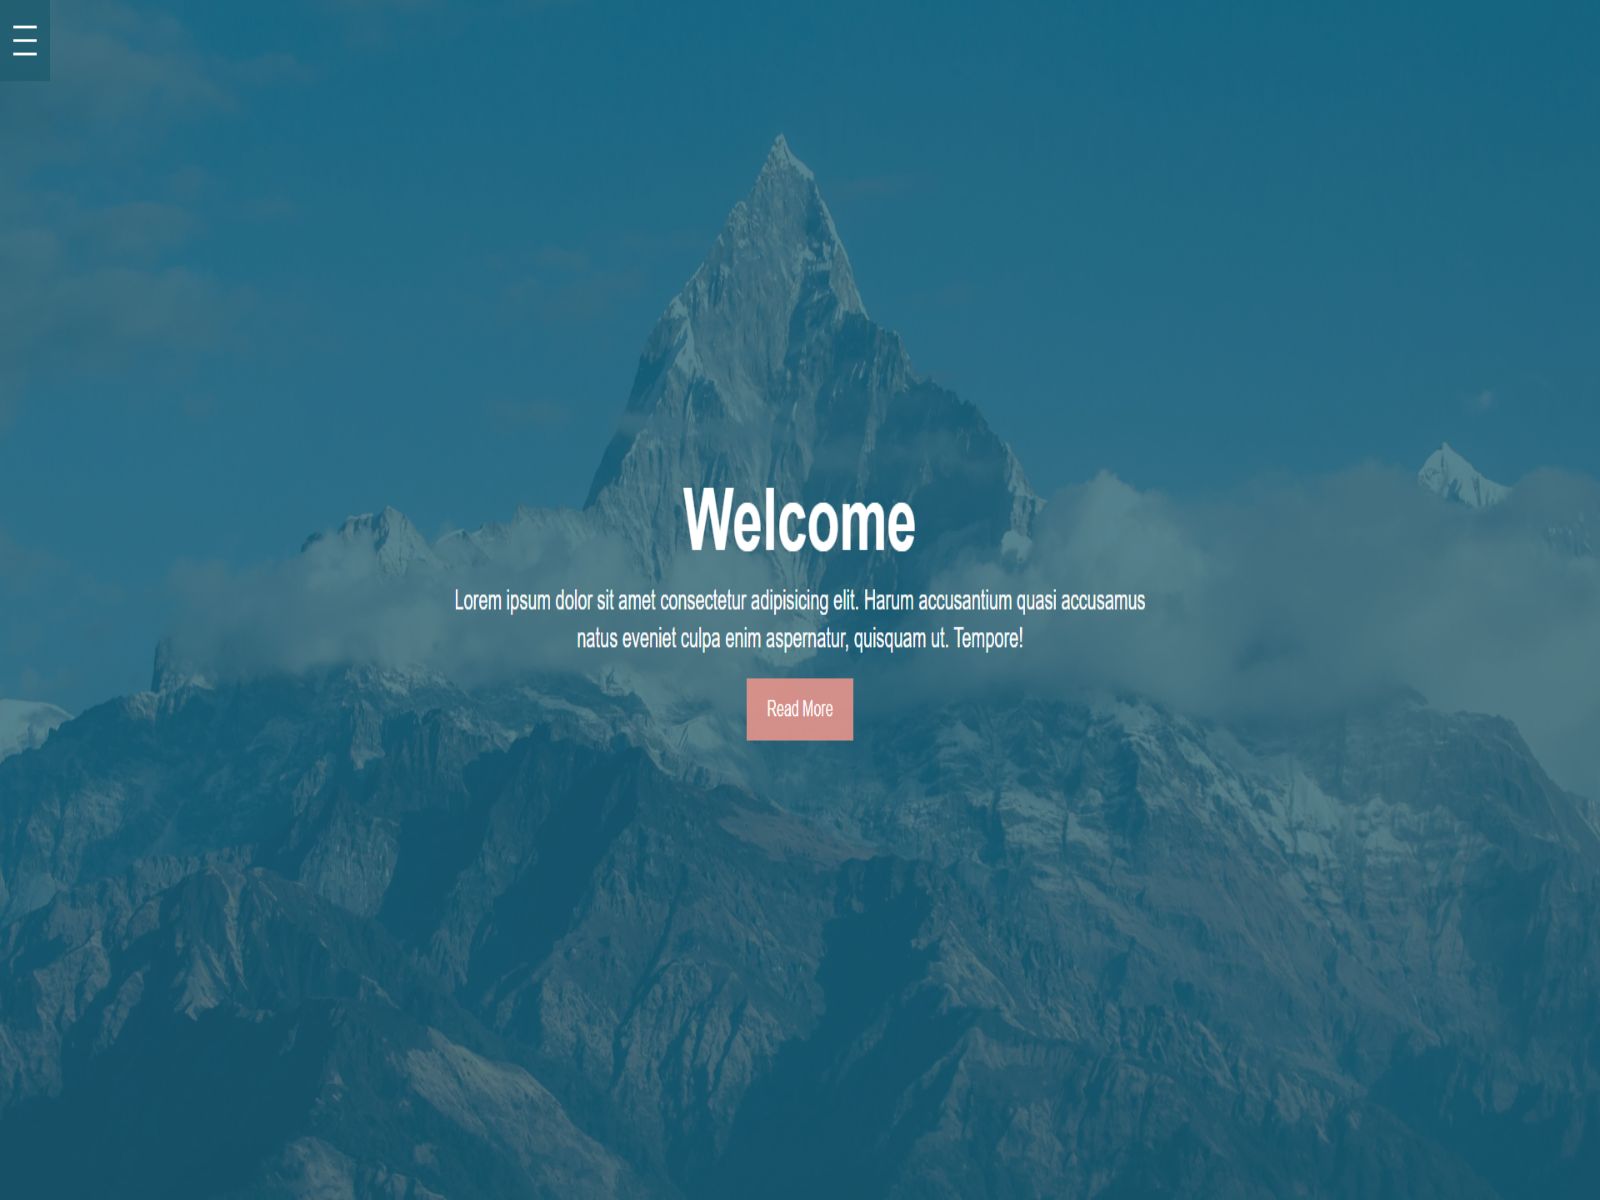 Welcome
Lorem ipsum dolor sit amet consectetur adipisicing elit. Harum accusantium quasi accusamus
natus eveniet culpa enim aspernatur, quisquam ut. Tempore!
Read More